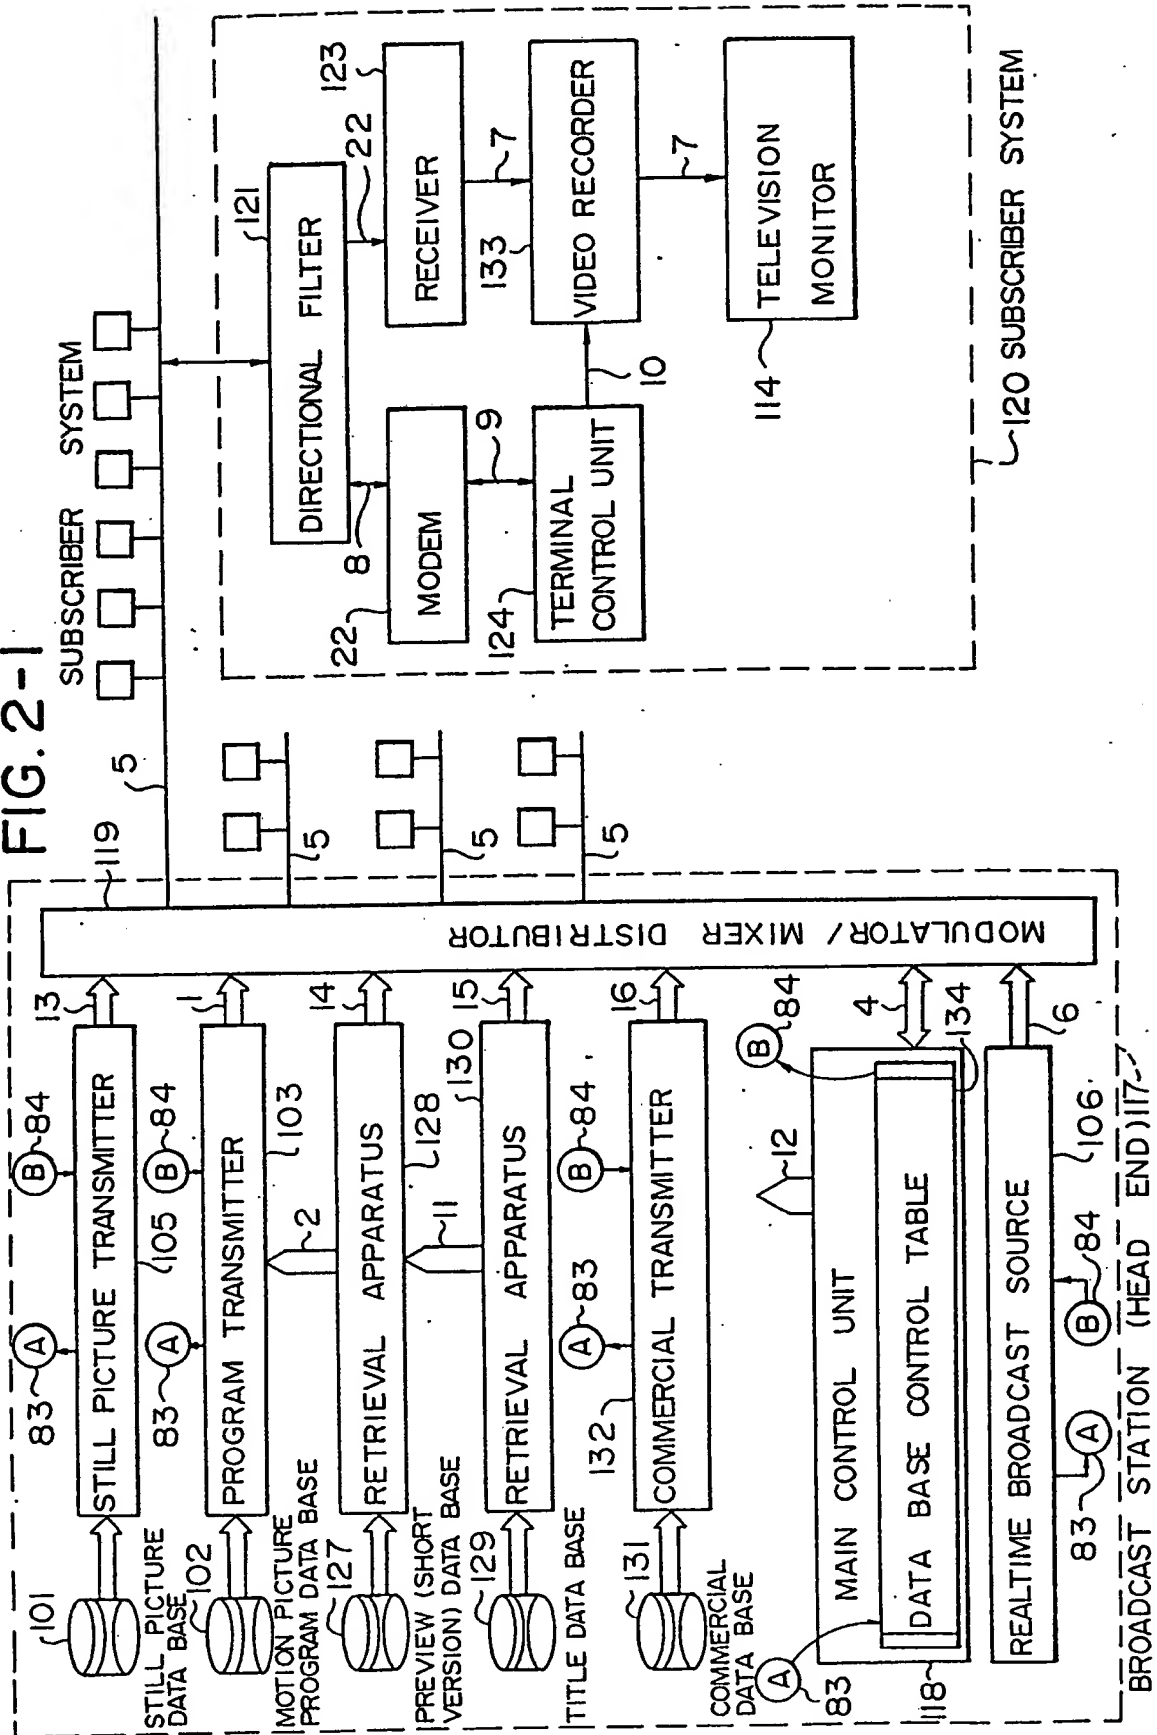 FIG. 2-1
119
5
SUBSCRIBER SYSTEM
13
1
14
15
16
4
134
6
5
5
5
MODULATOR/MIXER DISTRIBUTOR
101
STILL PICTURE
DATA BASE
STILL PICTURE TRANSMITTER
105
83
A
B
84
102
MOTION PICTURE
PROGRAM DATA BASE
PROGRAM TRANSMITTER
103
83
A
B
84
2
127
PREVIEW (SHORT
VERSION) DATA BASE
RETRIEVAL APPARATUS
128
11
129
TITLE DATA BASE
RETRIEVAL APPARATUS
130
131
COMMERCIAL
DATA BASE
COMMERCIAL TRANSMITTER
132
A
83
B
84
12
B
84
MAIN CONTROL UNIT
DATA BASE CONTROL TABLE
A
83
118
REALTIME BROADCAST SOURCE
106
83
A
B
84
BROADCAST STATION (HEAD END) 117
121
DIRECTIONAL FILTER
8
22
22
MODEM
9
124
TERMINAL
CONTROL UNIT
10
123
RECEIVER
7
133
VIDEO RECORDER
7
114
TELEVISION
MONITOR
120 SUBSCRIBER SYSTEM